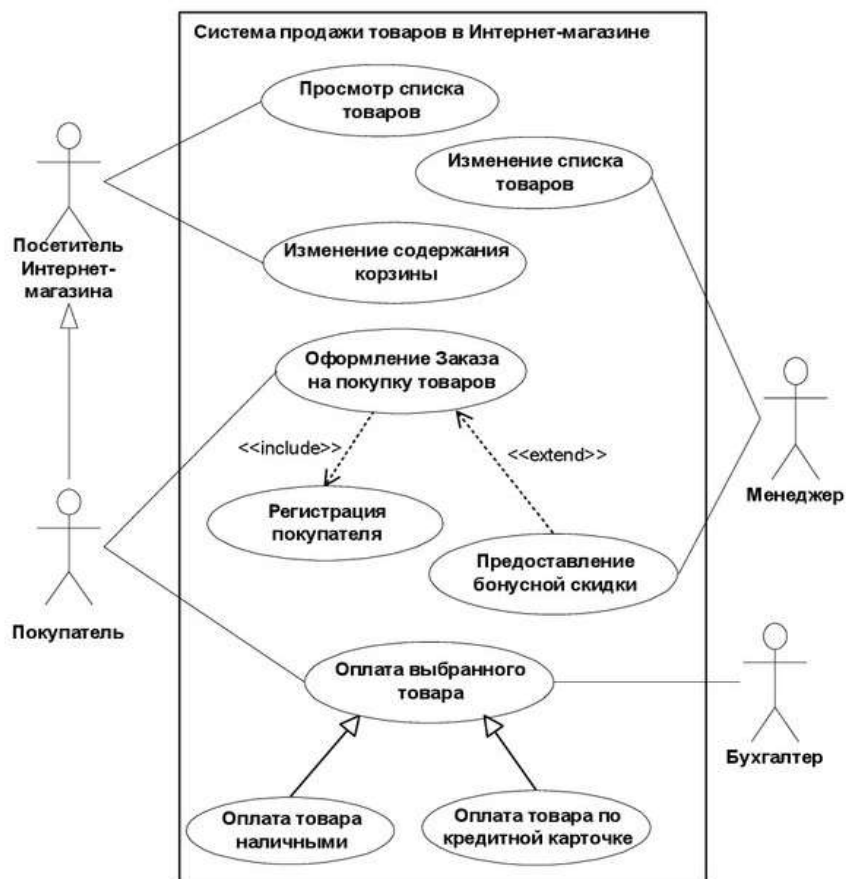 Система продажи товаров в Интернет-магазине
Просмотр списка
товаров
Изменение списка
товаров
Посетитель
Интернет-
магазина
Изменение содержания
корзины
Оформление Заказа
на покупку товаров
<<include>>
<<extend>>
Менеджер
Регистрация
покупателя
Предоставление
бонусной скидки
Покупатель
Оплата выбранного
товара
Бухгалтер
Оплата товара
наличными
Оплата товара по
кредитной карточке